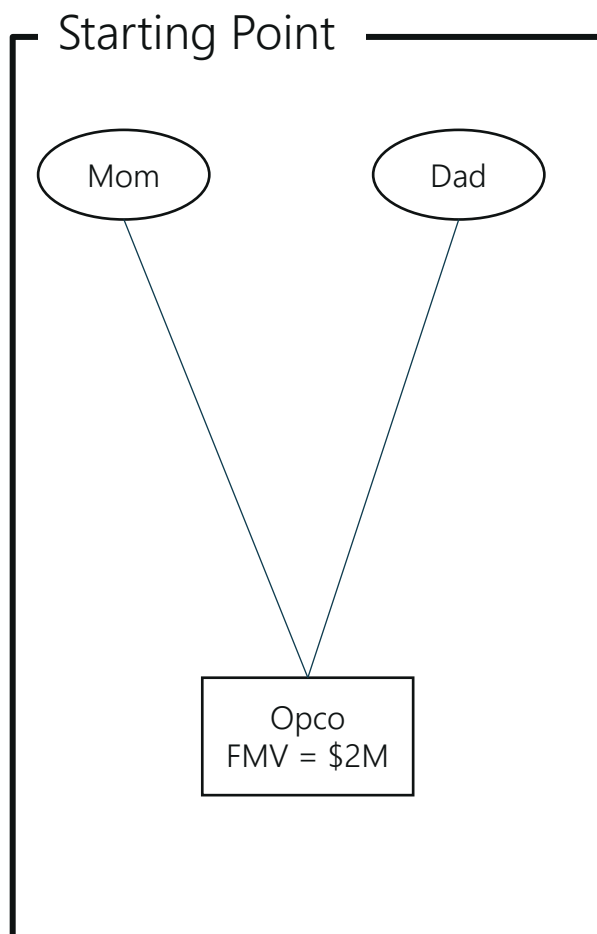 Starting Point
Mom
Dad
Opco
FMV = $2M